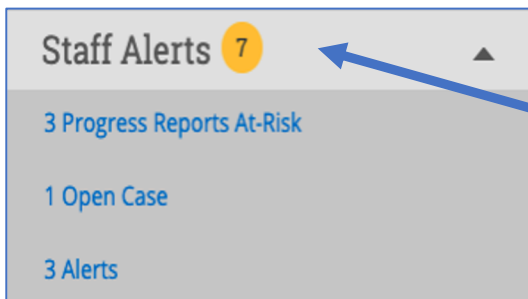 Staff Alerts 7
3 Progress Reports At-Risk
1 Open Case
3 Alerts